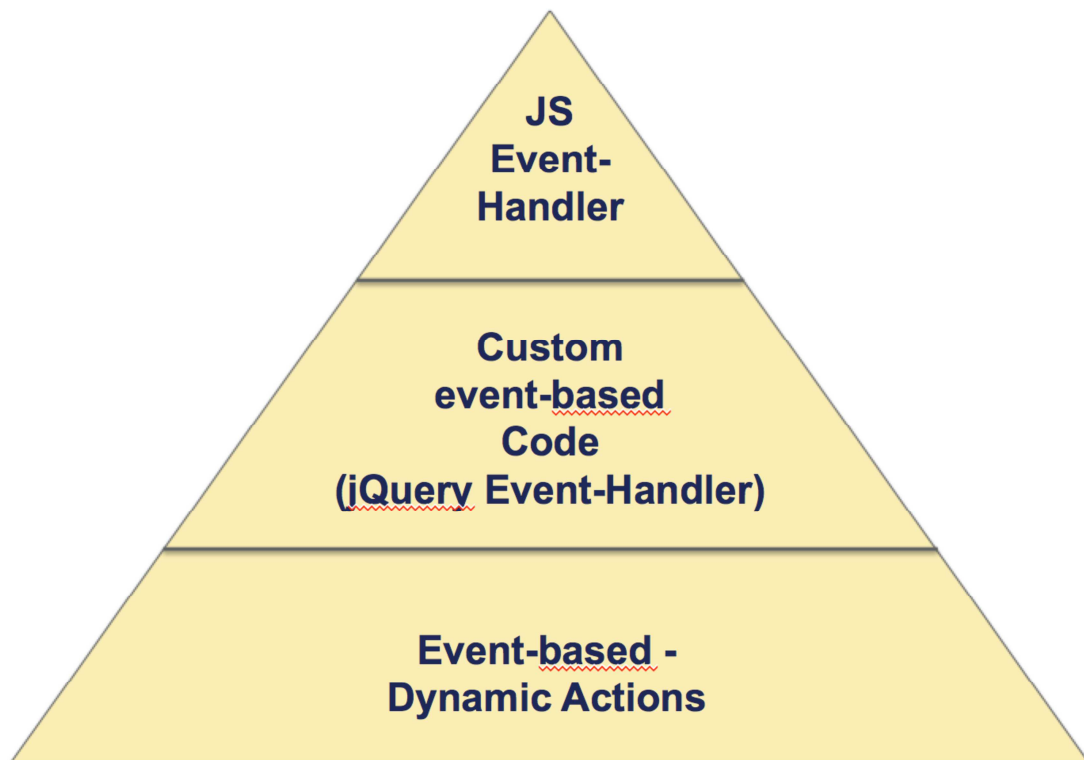 JS
Event-
Handler
Custom
event-based
Code
(jQuery Event-Handler)
Event-based -
Dynamic Actions